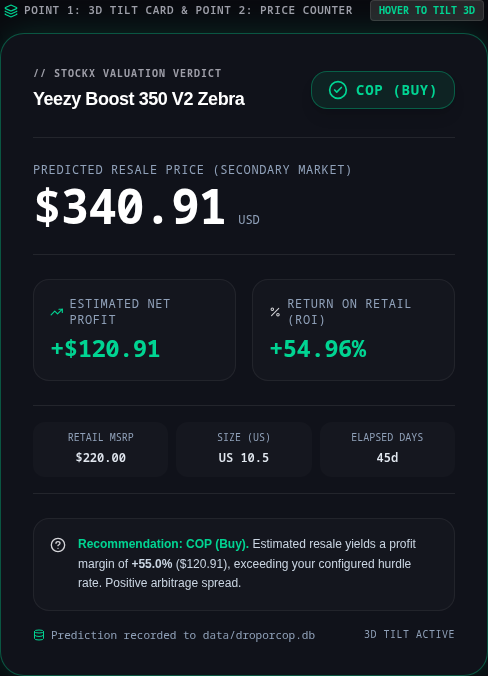 POINT 1: 3D TILT CARD & POINT 2: PRICE COUNTER
HOVER TO TILT 3D
// STOCKX VALUATION VERDICT
Yeezy Boost 350 V2 Zebra
COP (BUY)
PREDICTED RESALE PRICE (SECONDARY MARKET)
$340.91 USD
ESTIMATED NET
PROFIT
+$120.91
RETURN ON RETAIL
(ROI)
+54.96%
RETAIL MSRP
$220.00
SIZE (US)
US 10.5
ELAPSED DAYS
45d
Recommendation: COP (Buy). Estimated resale yields a profit
margin of +55.0% ($120.91), exceeding your configured hurdle
rate. Positive arbitrage spread.
Prediction recorded to data/droporcop.db
3D TILT ACTIVE